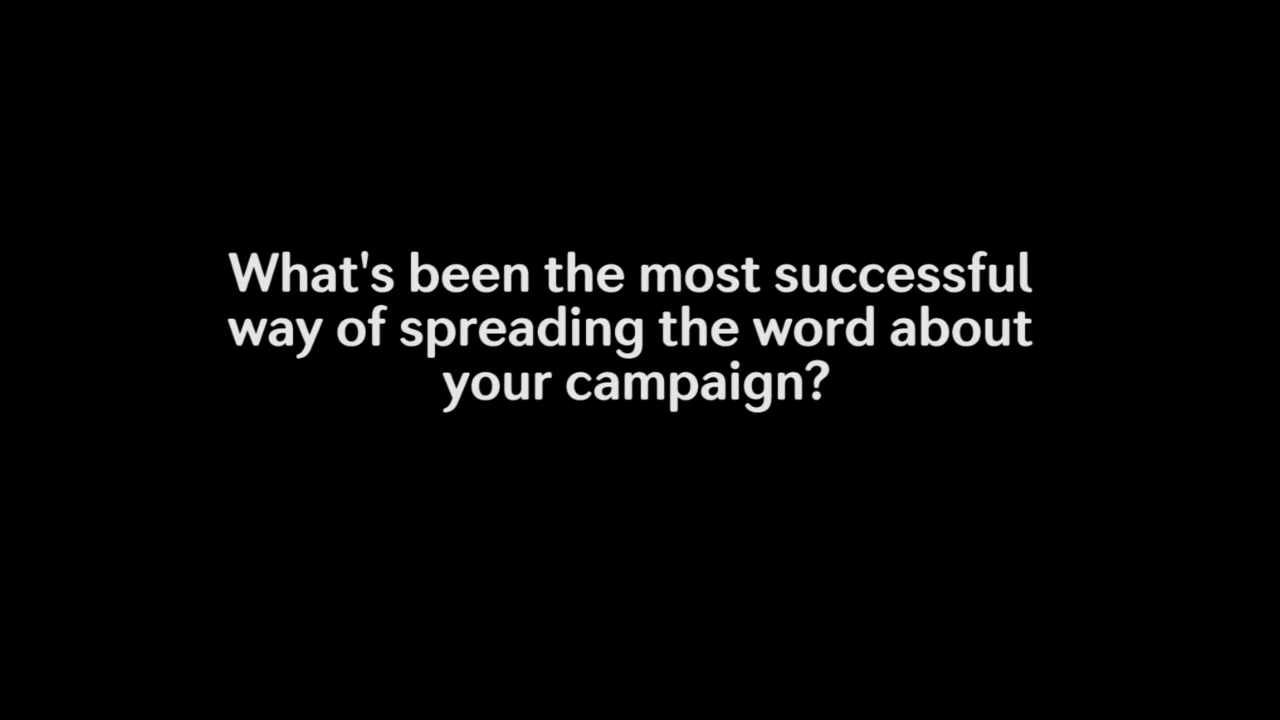 What's been the most successful
way of spreading the word about
your campaign?